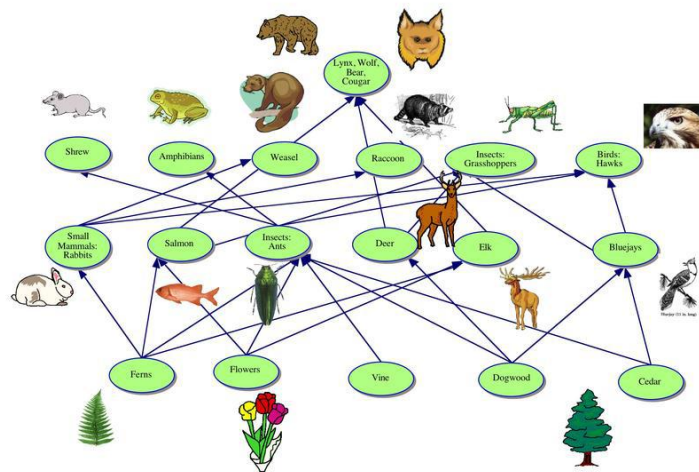 Lynx, Wolf,
Bear,
Cougar
Shrew
Amphibians
Weasel
Raccoon
Insects:
Grasshoppers
Birds:
Hawks
Small
Mammals:
Rabbits
Salmon
Insects:
Ants
Deer
Elk
Bluejays
Ferns
Flowers
Vine
Dogwood
Cedar